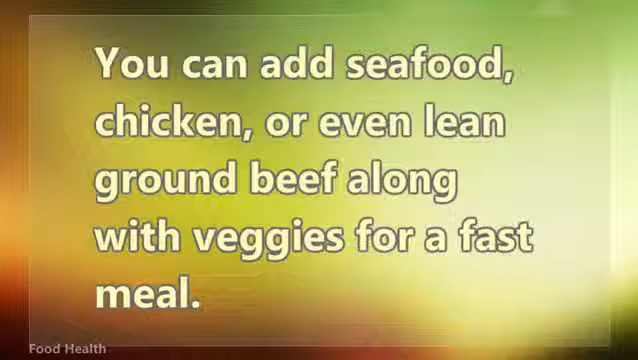 You can add seafood,
chicken, or even lean
ground beef along
with veggies for a fast
meal.
Food Health